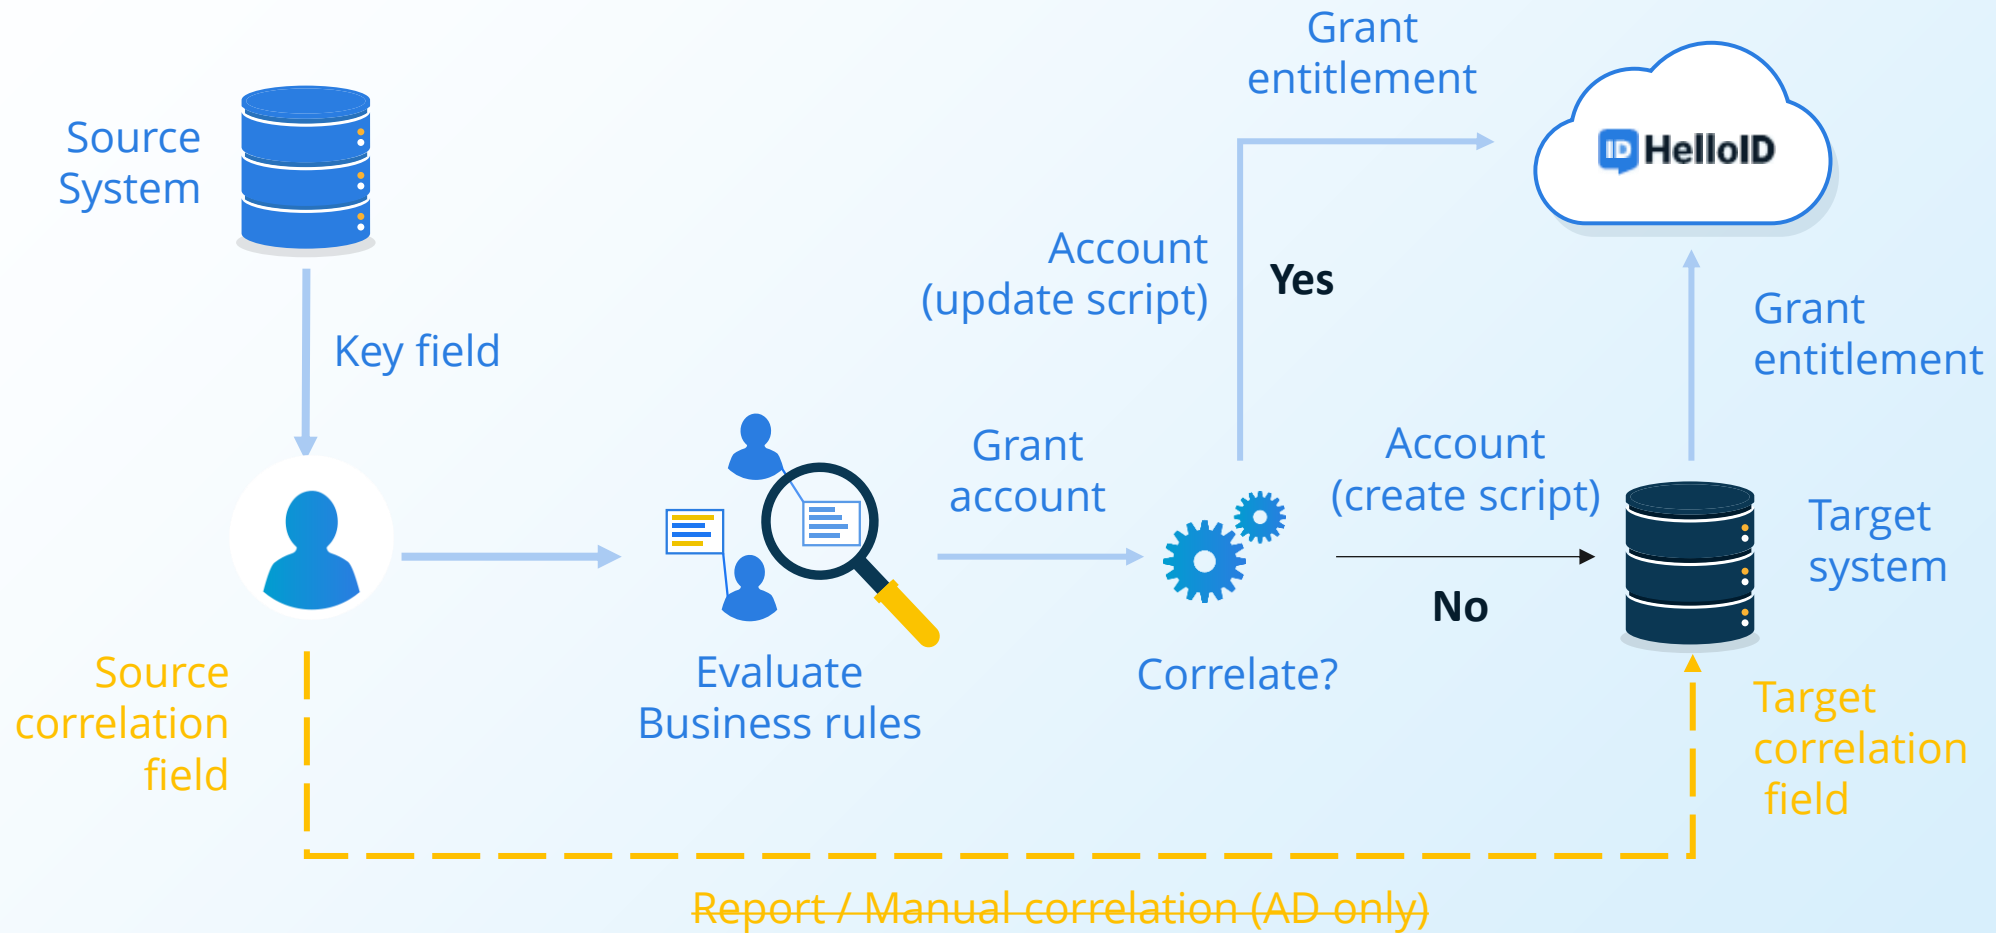 Grant
entitlement
Source
System
ID HelloID
Account
(update script)
Yes
Grant
entitlement
Key field
Grant
account
Account
(create script)
No
Target
system
Source
correlation
field
Evaluate
Business rules
Correlate?
Target
correlation
field
Report / Manual correlation (AD only)